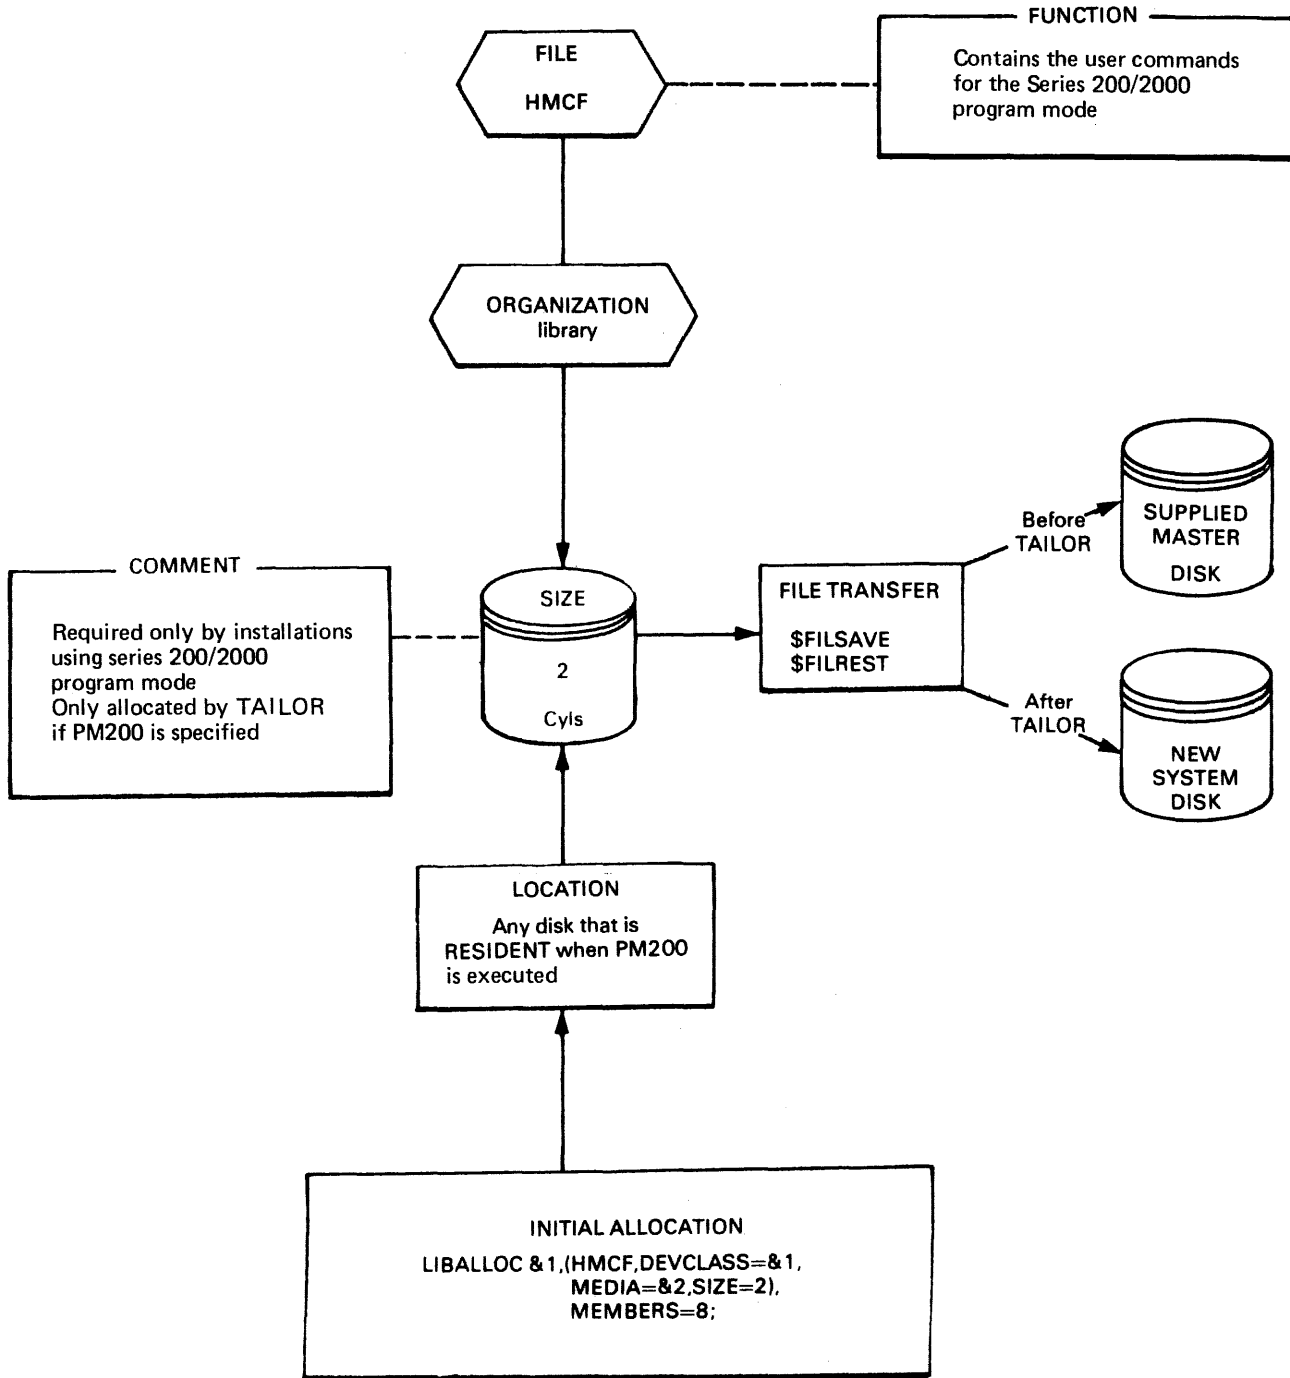 FUNCTION
Contains the user commands
for the Series 200/2000
program mode
FILE
HMCF
ORGANIZATION
library
COMMENT
Required only by installations
using series 200/2000
program mode
Only allocated by TAILOR
if PM200 is specified
SIZE
2
Cyls
FILE TRANSFER
$FILSAVE
$FILREST
Before
TAILOR
SUPPLIED
MASTER
DISK
After
TAILOR
NEW
SYSTEM
DISK
LOCATION
Any disk that is
RESIDENT when PM200
is executed
INITIAL ALLOCATION
LIBALLOC &1,(HMCF,DEVCLASS=&1,
MEDIA=&2,SIZE=2),
MEMBERS=8;